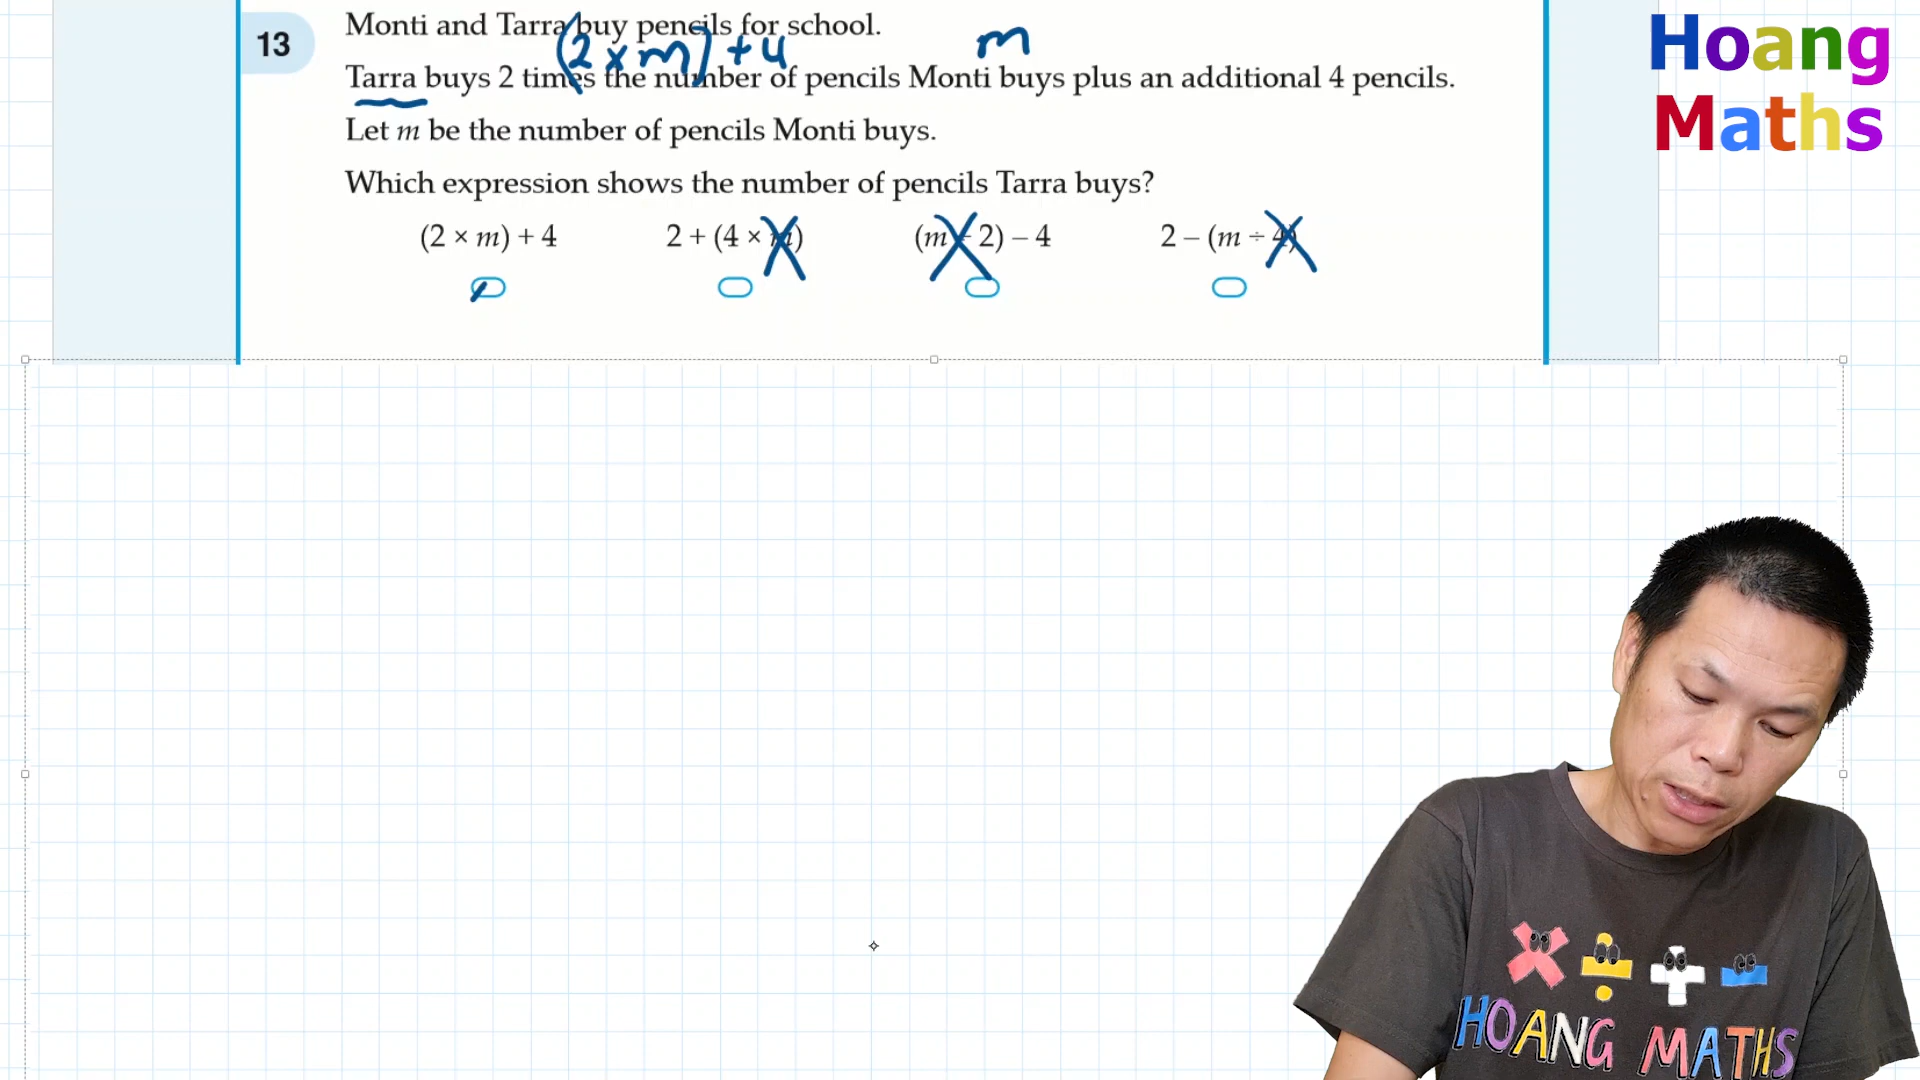 13
Monti and Tarra buy pencils for school.
(2 × m) + 4
m
Tarra buys 2 times the number of pencils Monti buys plus an additional 4 pencils.
Let m be the number of pencils Monti buys.
Which expression shows the number of pencils Tarra buys?
(2 × m) + 4 2 + (4 × m) (m ÷ 2) – 4 2 – (m ÷ 4)
Hoang
Maths
HOANG MATHS